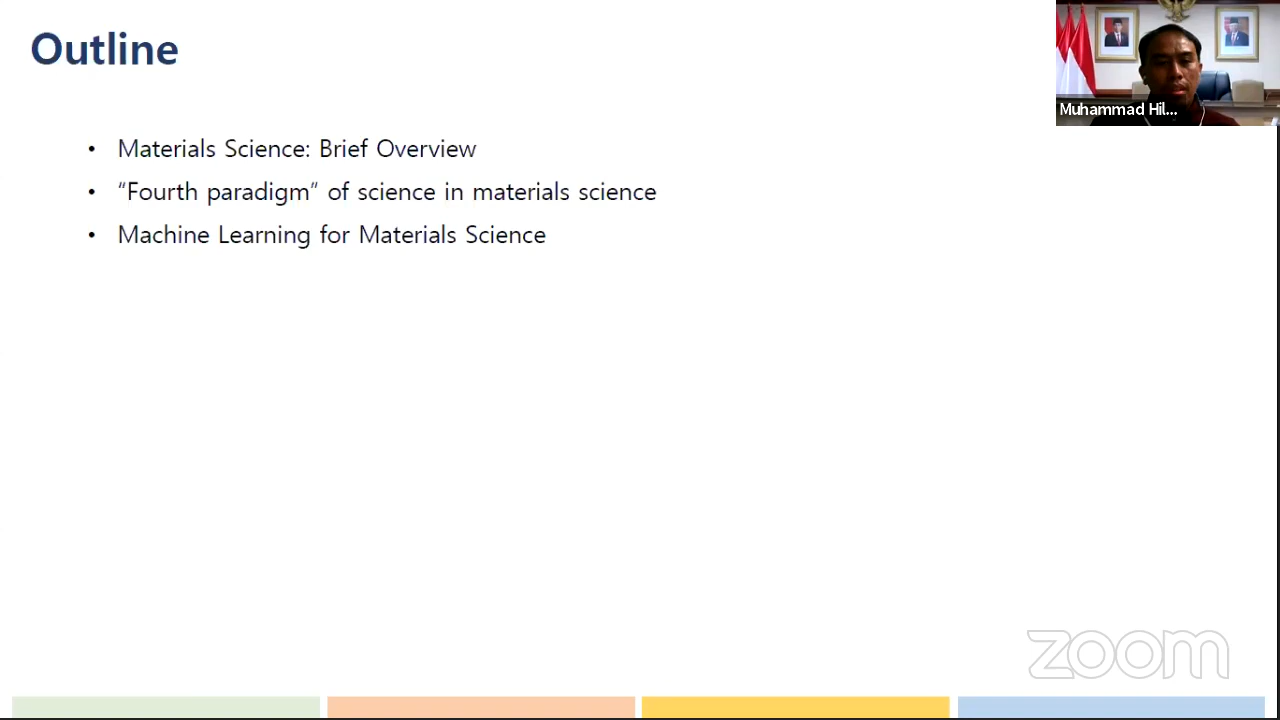 Outline
Muhammad Hil...
• Materials Science: Brief Overview
• “Fourth paradigm” of science in materials science
• Machine Learning for Materials Science
zoom